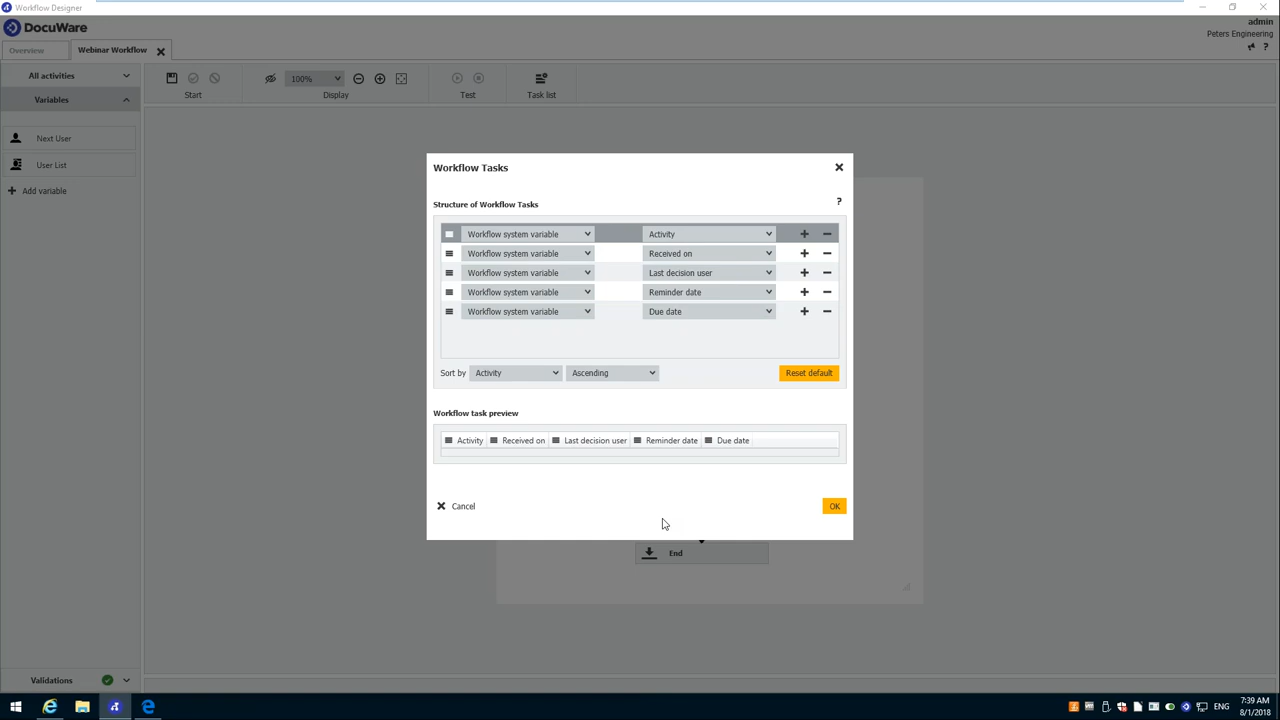 Workflow Designer
DocuWare
admin
Peters Engineering
Overview
Webinar Workflow
?
All activities
Variables
Next User
User List
Add variable
100%
Start
Display
Test
Task list
Workflow Tasks
Structure of Workflow Tasks
?
Workflow system variable Activity
Workflow system variable Received on
Workflow system variable Last decision user
Workflow system variable Reminder date
Workflow system variable Due date
Sort by Activity Ascending Reset default
Workflow task preview
Activity Received on Last decision user Reminder date Due date
Cancel OK
End
Validations
ENG
7:39 AM
8/1/2018